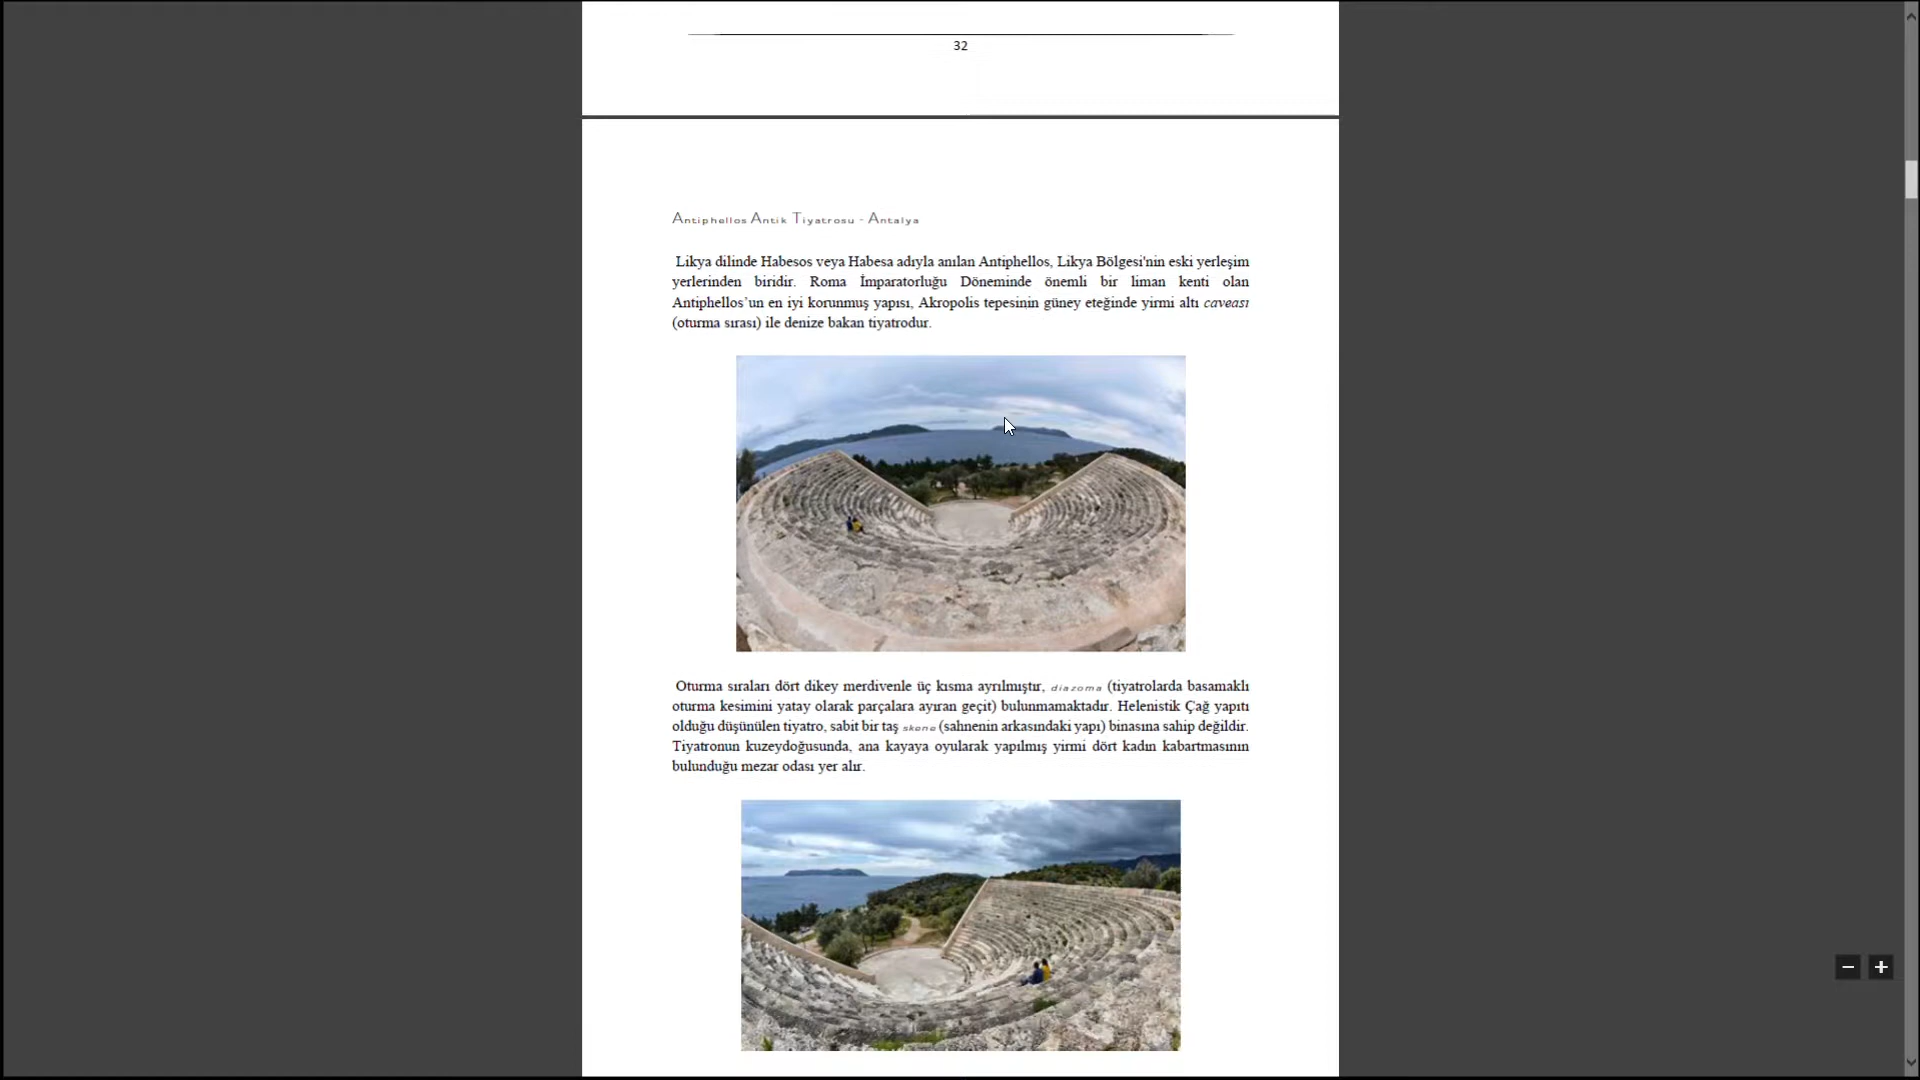 32
Antiphellos Antik Tiyatrosu - Antalya
Likya dilinde Habesos veya Habesa adıyla anılan Antiphellos, Likya Bölgesi'nin eski yerleşim
yerlerinden biridir. Roma İmparatorluğu Döneminde önemli bir liman kenti olan
Antiphellos’un en iyi korunmuş yapısı, Akropolis tepesinin güney eteğinde yirmi altı caveası
(oturma sırası) ile denize bakan tiyatrodur.
Oturma sıraları dört dikey merdivenle üç kısma ayrılmıştır, diazoma (tiyatrolarda basamaklı
oturma kesimini yatay olarak parçalara ayıran geçit) bulunmamaktadır. Helenistik Çağ yapıtı
olduğu düşünülen tiyatro, sabit bir taş skene (sahnenin arkasındaki yapı) binasına sahip değildir.
Tiyatronun kuzeydoğusunda, ana kayaya oyularak yapılmış yirmi dört kadın kabartmasının
bulunduğu mezar odası yer alır.